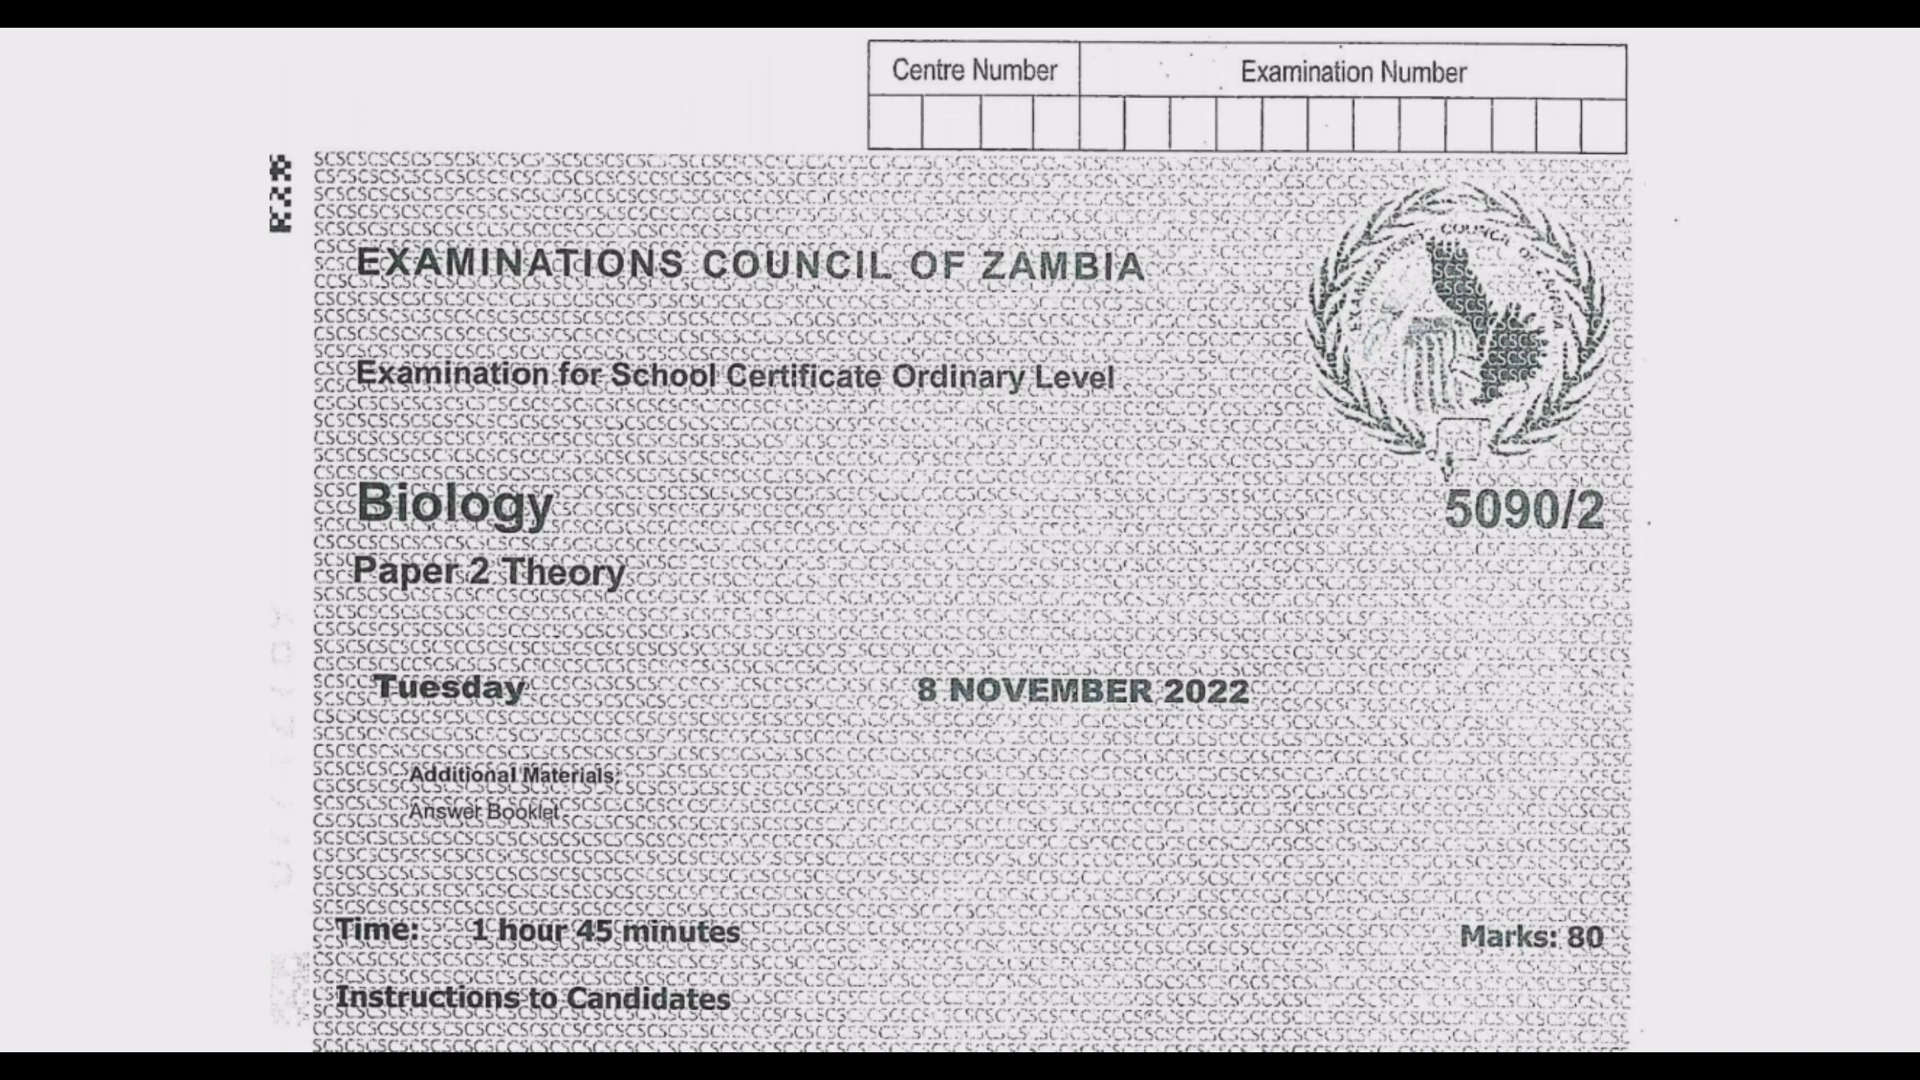 Centre Number Examination Number
EXAMINATIONS COUNCIL OF ZAMBIA
Examination for School Certificate Ordinary Level
Biology 5090/2
Paper 2 Theory
Tuesday 8 NOVEMBER 2022
Additional Materials:
Answer Booklet
Time: 1 hour 45 minutes Marks: 80
Instructions to Candidates